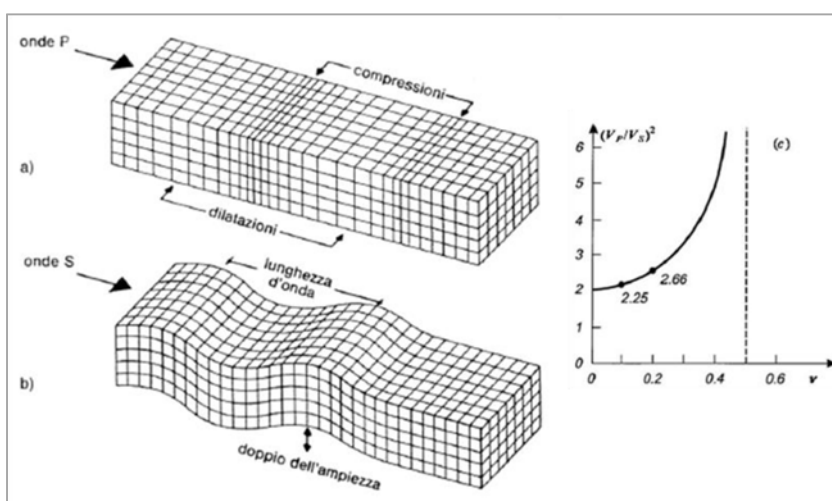 onde P
compressioni
a)
dilatazioni
onde S
lunghezza
d'onda
b)
doppio dell'ampiezza
(V_P/V_S)^2
(c)
6
5
4
3
2
1
0
2.25
2.66
0
0.2
0.4
0.6
ν